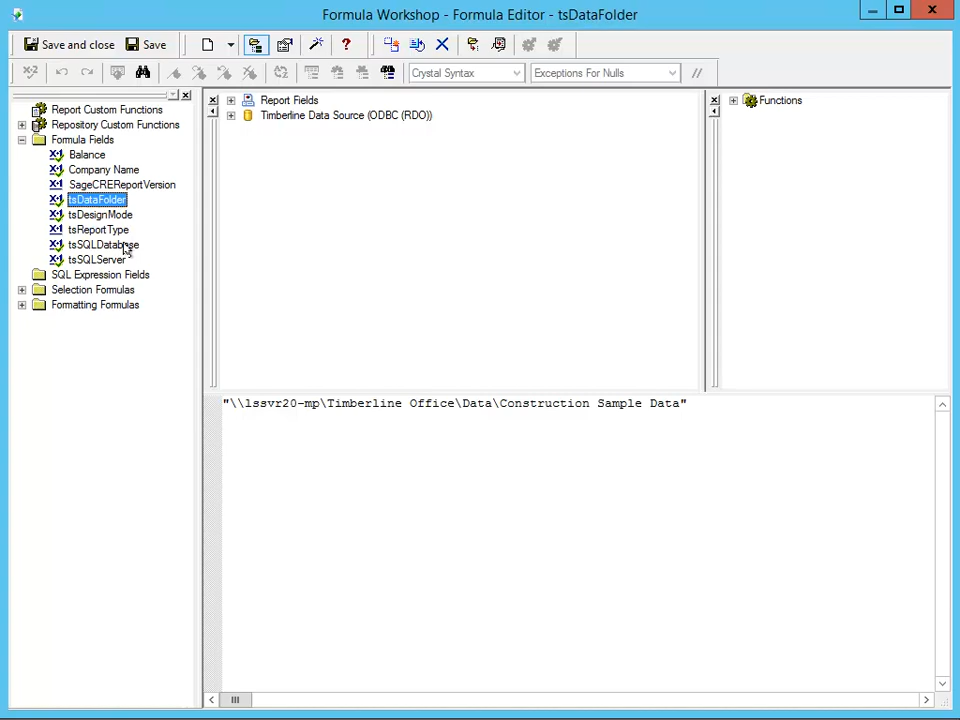 Formula Workshop - Formula Editor - tsDataFolder
Save and close Save
Crystal Syntax Exceptions For Nulls //
Report Custom Functions
Repository Custom Functions
Formula Fields
Balance
Company Name
SageCREReportVersion
tsDataFolder
tsDesignMode
tsReportType
tsSQLDatabase
tsSQLServer
SQL Expression Fields
Selection Formulas
Formatting Formulas
Report Fields
Timberline Data Source (ODBC (RDO))
Functions
"\\lssvr20-mp\Timberline Office\Data\Construction Sample Data"